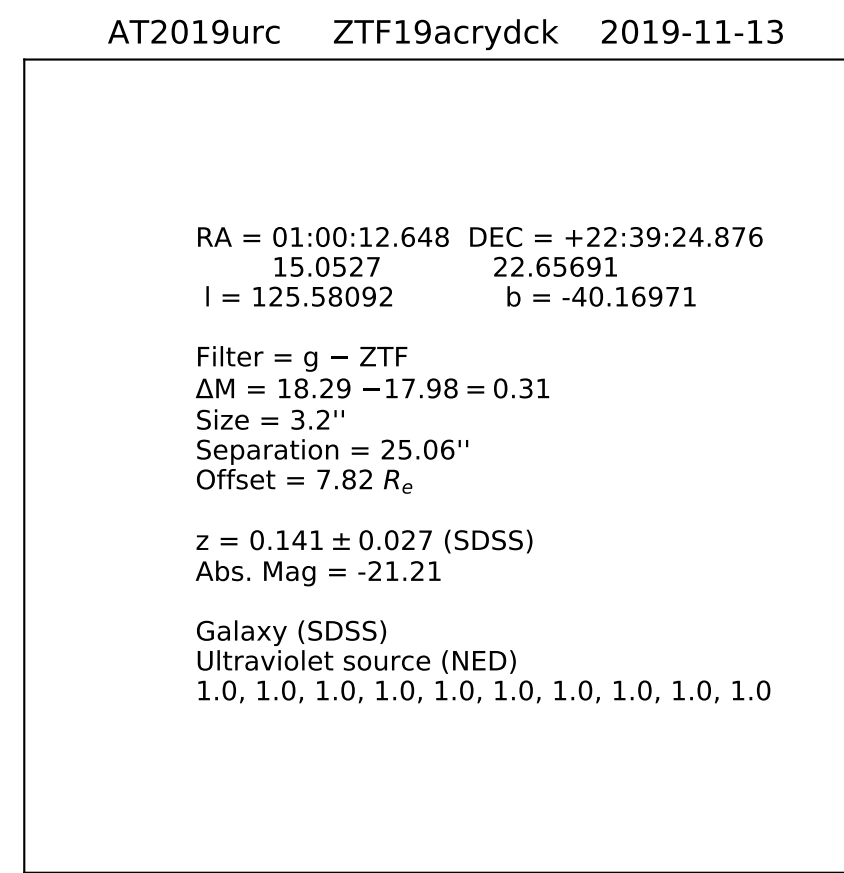 AT2019urc ZTF19acrydck 2019-11-13
RA = 01:00:12.648 DEC = +22:39:24.876
15.0527 22.65691
l = 125.58092 b = -40.16971
Filter = g − ZTF
ΔM = 18.29 −17.98 = 0.31
Size = 3.2''
Separation = 25.06''
Offset = 7.82 Re
z = 0.141 ± 0.027 (SDSS)
Abs. Mag = -21.21
Galaxy (SDSS)
Ultraviolet source (NED)
1.0, 1.0, 1.0, 1.0, 1.0, 1.0, 1.0, 1.0, 1.0, 1.0